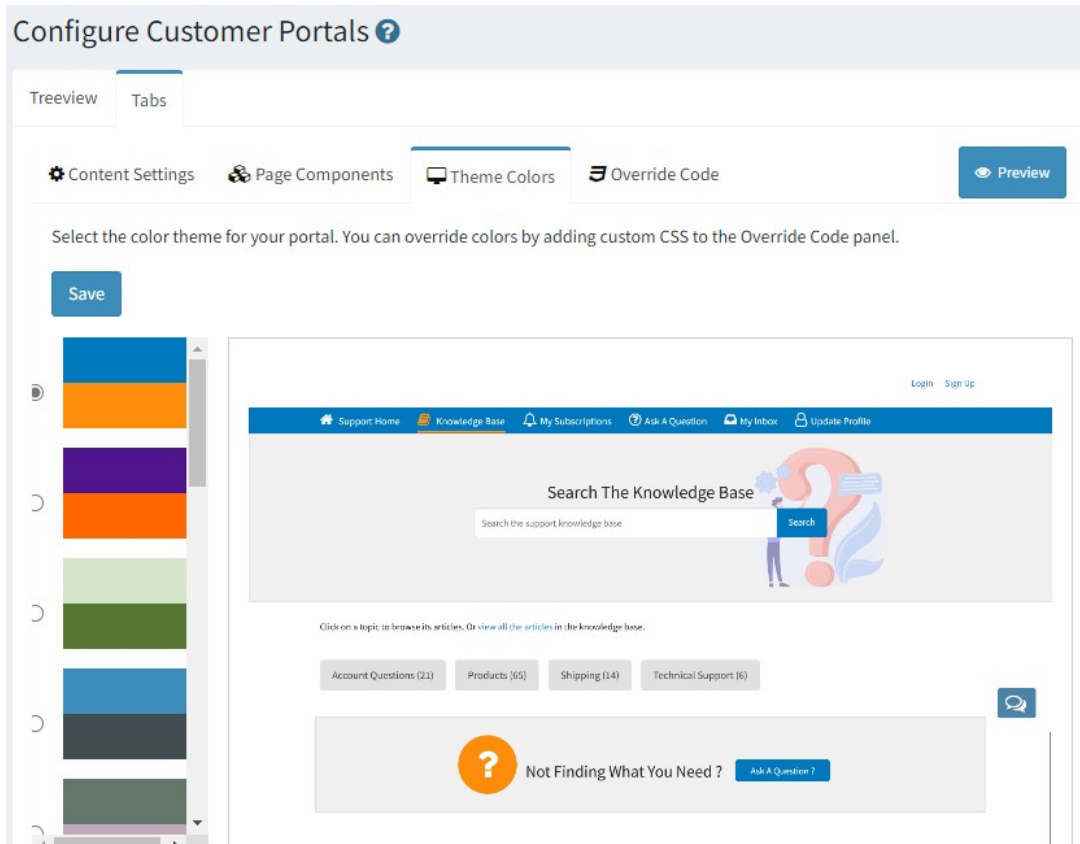 Configure Customer Portals ?
Treeview Tabs
Content Settings Page Components Theme Colors Override Code Preview
Select the color theme for your portal. You can override colors by adding custom CSS to the Override Code panel.
Save
Login Sign Up
Support Home Knowledge Base My Subscriptions ? Ask A Question My Inbox Update Profile
Search The Knowledge Base
Search the support knowledge base Search
Click on a topic to browse its articles. Or view all the articles in the knowledge base.
Account Questions (21) Products (65) Shipping (14) Technical Support (6)
? Not Finding What You Need ? Ask A Question ?